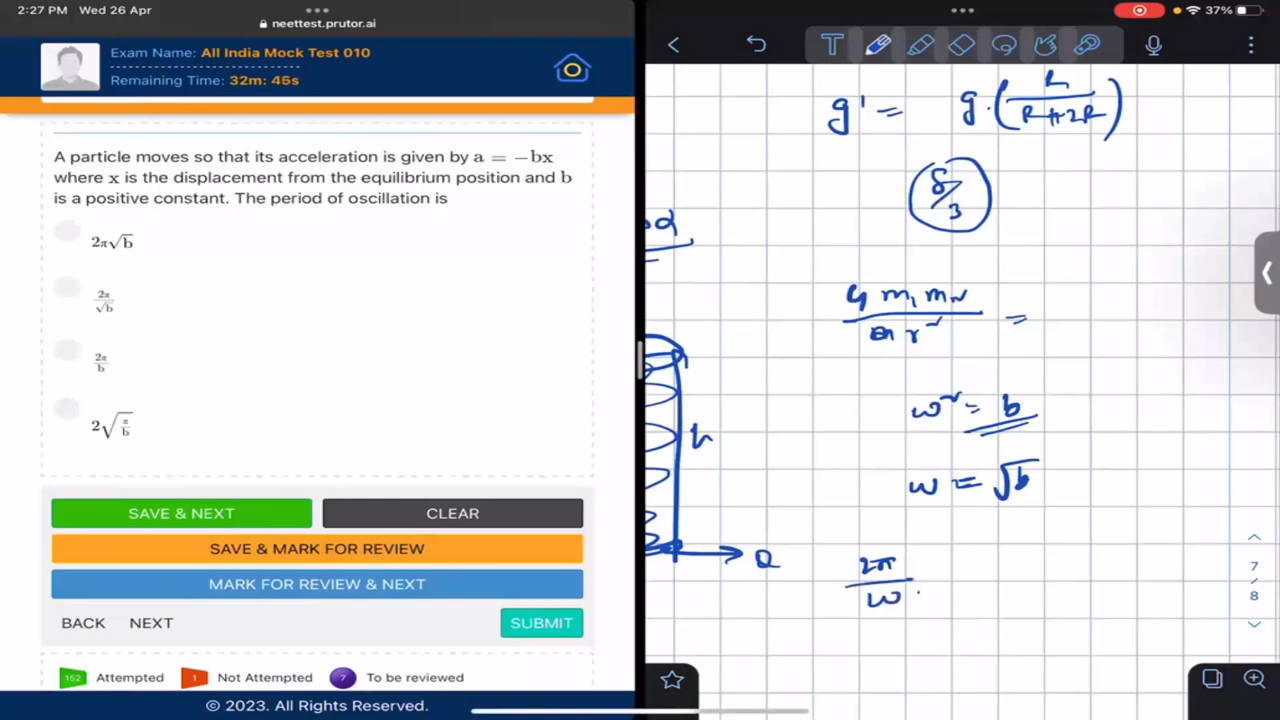 2:27 PM Wed 26 Apr
neettest.prutor.ai
37%
Exam Name: All India Mock Test 010
Remaining Time: 32m: 45s
A particle moves so that its acceleration is given by a = −bx
where x is the displacement from the equilibrium position and b
is a positive constant. The period of oscillation is
2π√b
2π/√b
2π/b
2√(π/b)
SAVE & NEXT
CLEAR
SAVE & MARK FOR REVIEW
MARK FOR REVIEW & NEXT
BACK
NEXT
SUBMIT
152 Attempted
1 Not Attempted
7 To be reviewed
© 2023. All Rights Reserved.
T
g' = g.(R/(R+2R))
g/3
G m₁ m₂ / r² =
h
Q
ω² = b
ω = √b
2π/ω
7
/
8